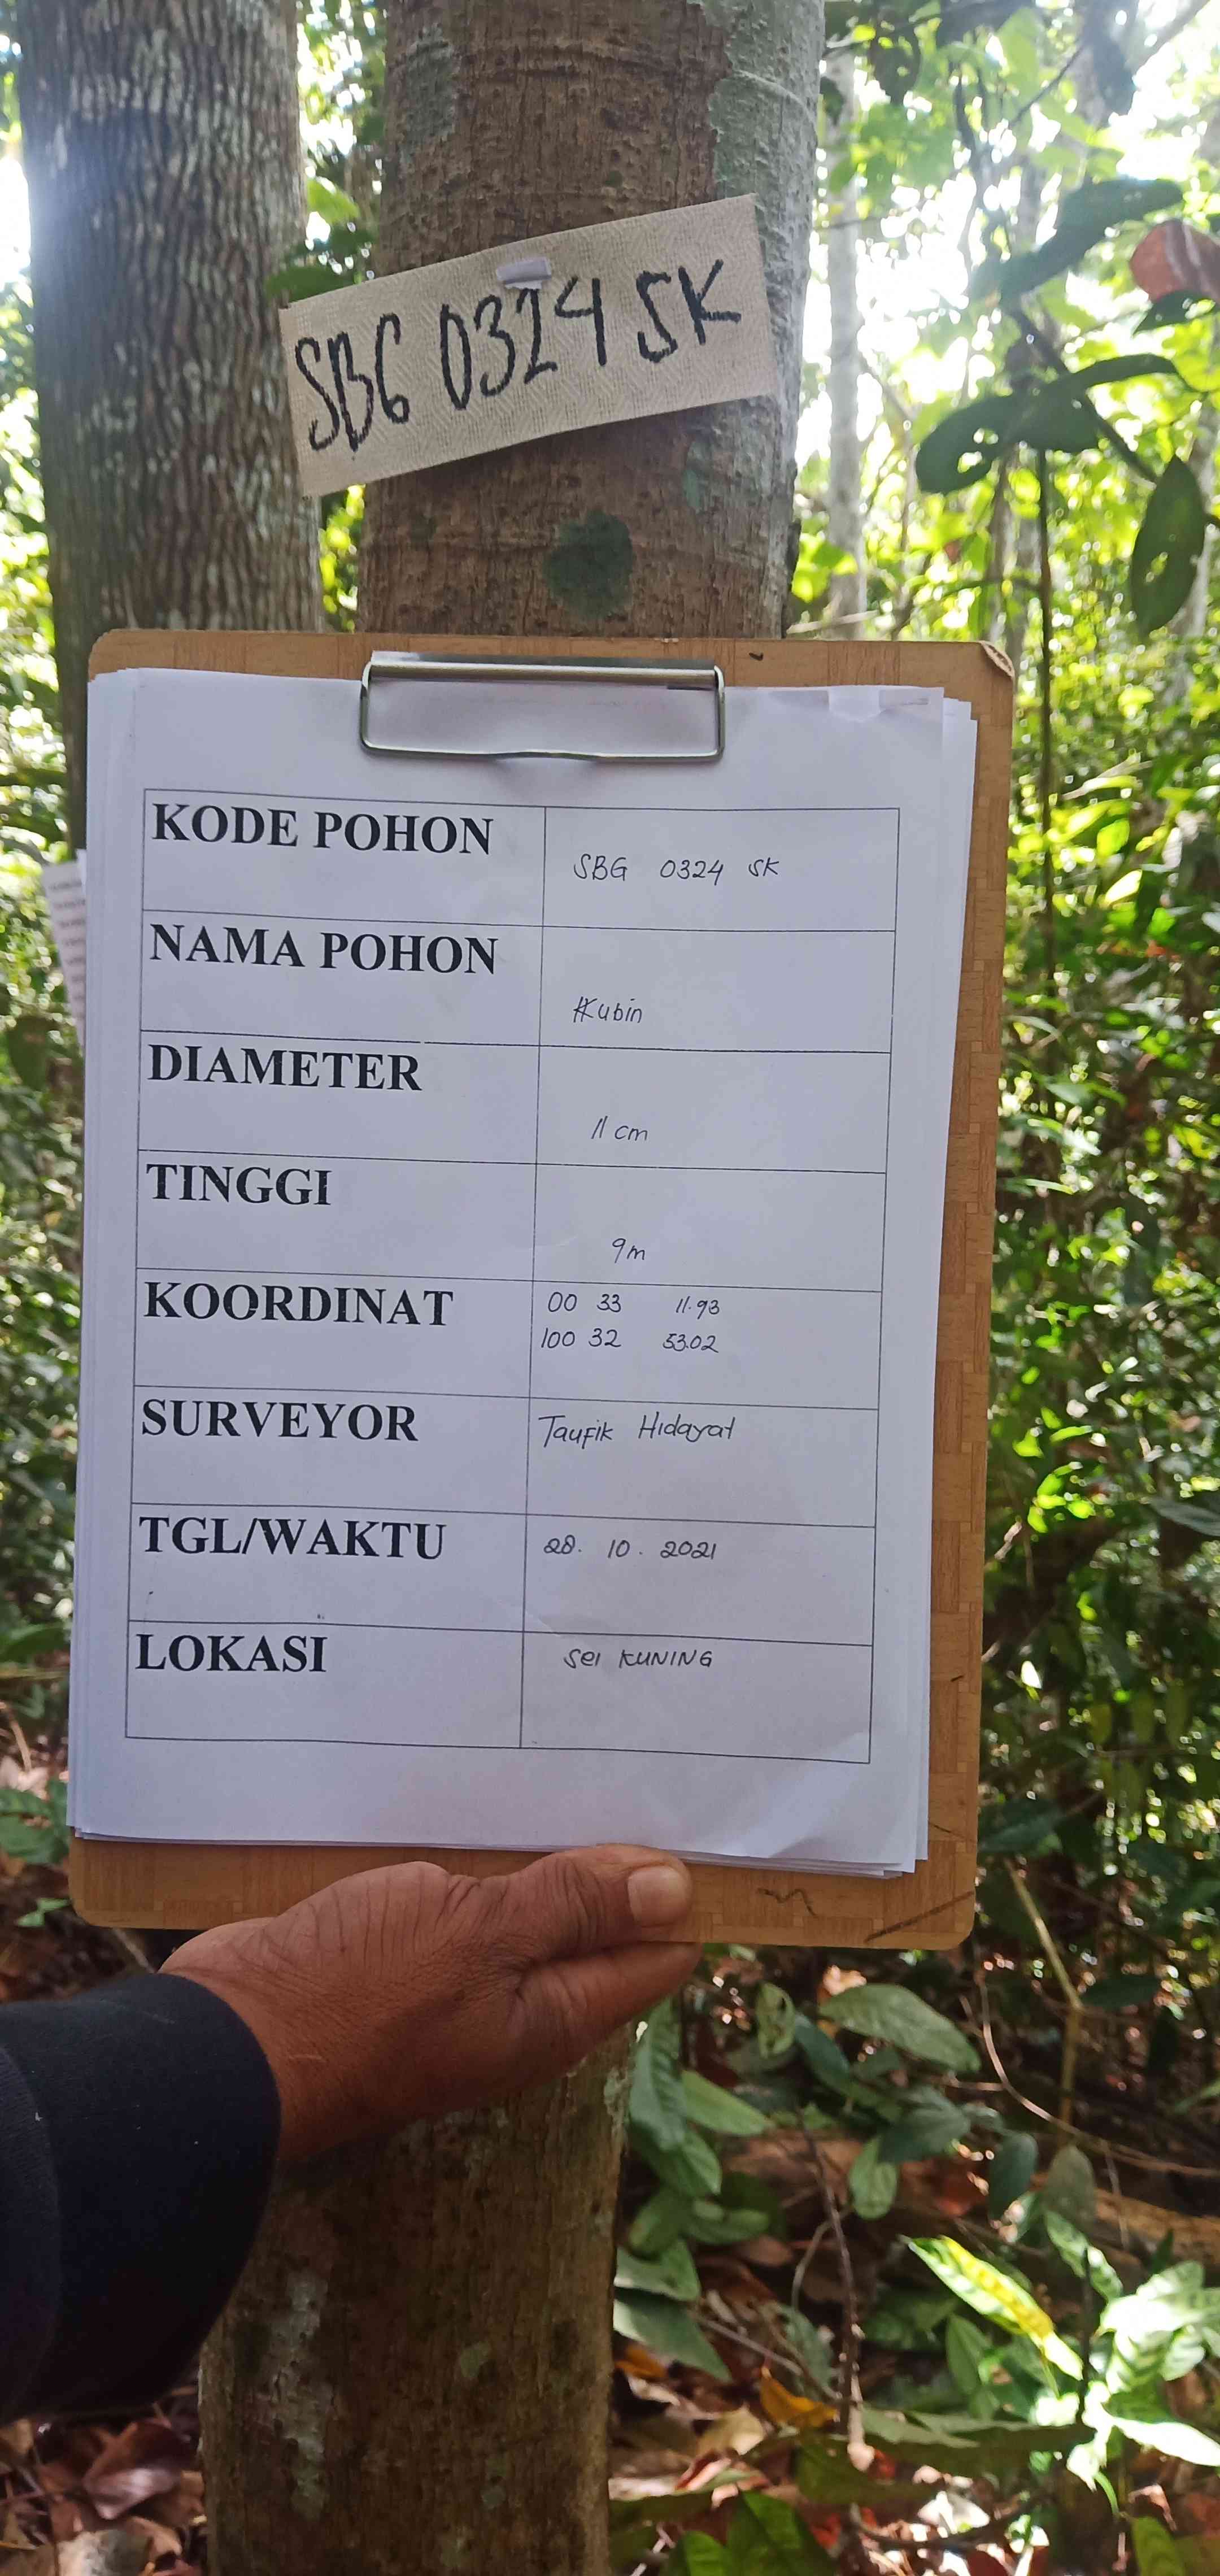 SBG 0324 SK
KODE POHON SBG 0324 SK
NAMA POHON Kubin
DIAMETER 11 cm
TINGGI 9m
KOORDINAT 00 33 11.93
100 32 53.02
SURVEYOR Taufik Hidayat
TGL/WAKTU 28. 10. 2021
LOKASI Sei KUNING